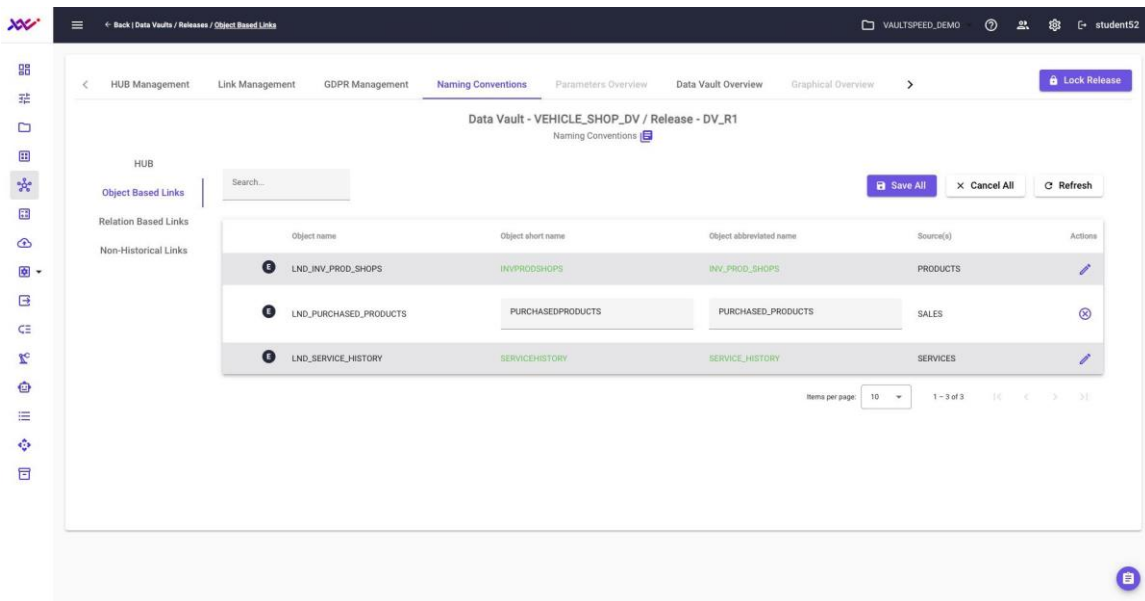 ← Back | Data Vaults / Releases / Object Based Links
VAULTSPEED_DEMO
student52
HUB Management
Link Management
GDPR Management
Naming Conventions
Parameters Overview
Data Vault Overview
Graphical Overview
Lock Release
Data Vault - VEHICLE_SHOP_DV / Release - DV_R1
Naming Conventions
HUB
Object Based Links
Relation Based Links
Non-Historical Links
Search...
Save All
× Cancel All
Refresh
Object name Object short name Object abbreviated name Source(s) Actions
E LND_INV_PROD_SHOPS INVPRODSHOPS INV_PROD_SHOPS PRODUCTS
E LND_PURCHASED_PRODUCTS PURCHASEDPRODUCTS PURCHASED_PRODUCTS SALES
E LND_SERVICE_HISTORY SERVICEHISTORY SERVICE_HISTORY SERVICES
Items per page: 10 1 – 3 of 3